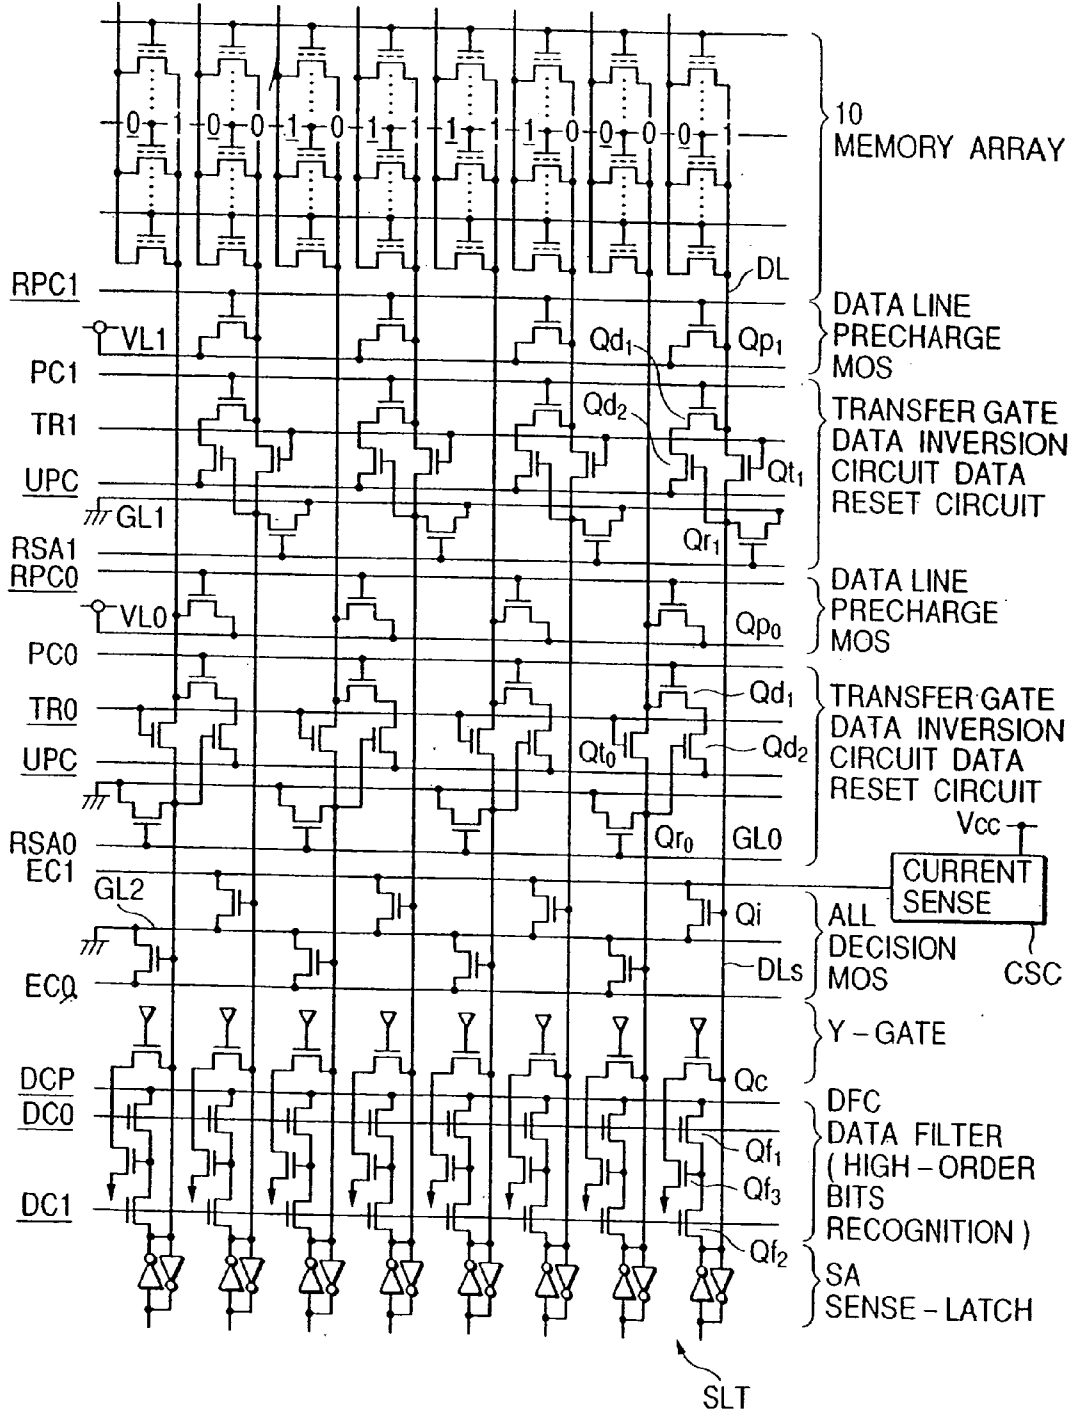 0 1 0 0 1 0 1 1 1 1 1 0 0 0 0 1
10
MEMORY ARRAY
DL
RPC1
DATA LINE
PRECHARGE
MOS
VL1
Qd1
Qp1
PC1
TR1
Qd2
TRANSFER GATE
DATA INVERSION
CIRCUIT DATA
RESET CIRCUIT
Qt1
UPC
GL1
Qr1
RSA1
RPC0
DATA LINE
PRECHARGE
MOS
VL0
Qp0
PC0
Qd1
TRANSFER GATE
DATA INVERSION
CIRCUIT DATA
RESET CIRCUIT
TR0
Qt0
Qd2
UPC
Qr0
GL0
RSA0
Vcc
EC1
CURRENT
SENSE
GL2
Qi
ALL
DECISION
MOS
DLs
CSC
EC0
Y-GATE
Qc
DCP
DC0
DFC
DATA FILTER
(HIGH-ORDER
BITS
RECOGNITION)
Qf1
Qf3
DC1
Qf2
SA
SENSE-LATCH
SLT